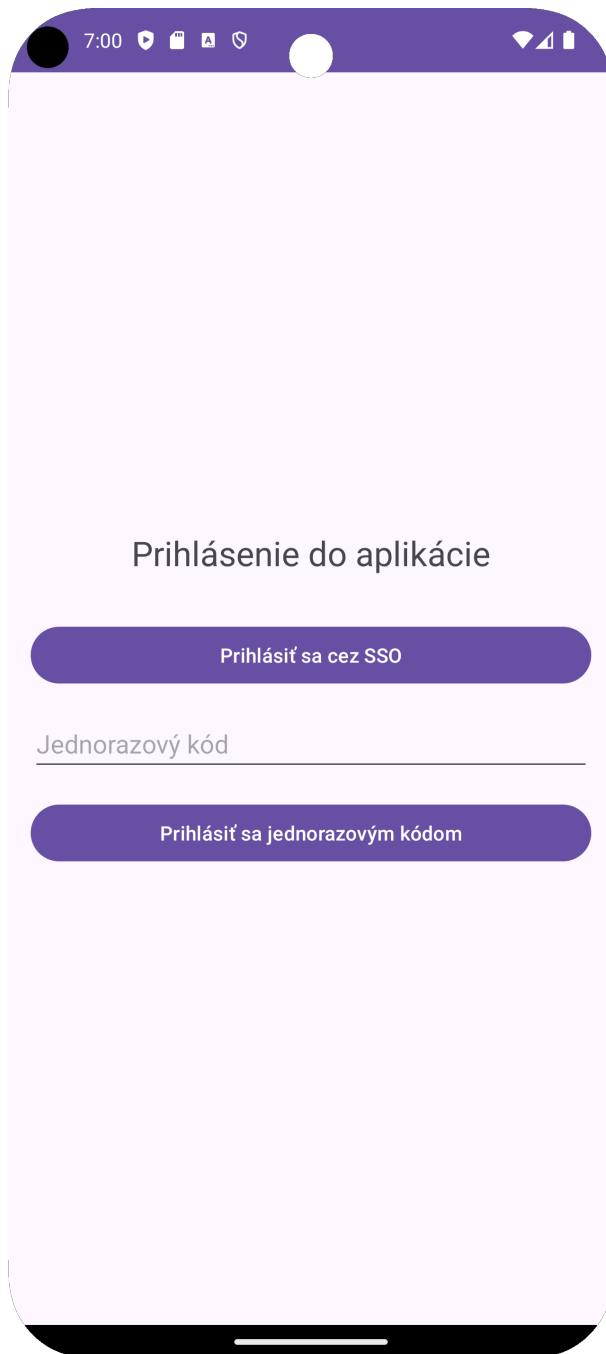 7:00
Prihlásenie do aplikácie
Prihlásiť sa cez SSO
Jednorazový kód
Prihlásiť sa jednorazovým kódom